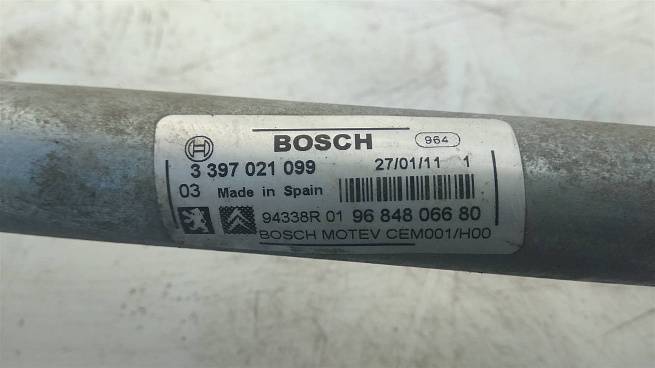 BOSCH 964
3 397 021 099 27/01/11 1
03 Made in Spain
94338R 01 96 848 066 80
BOSCH MOTEV CEM001/H00